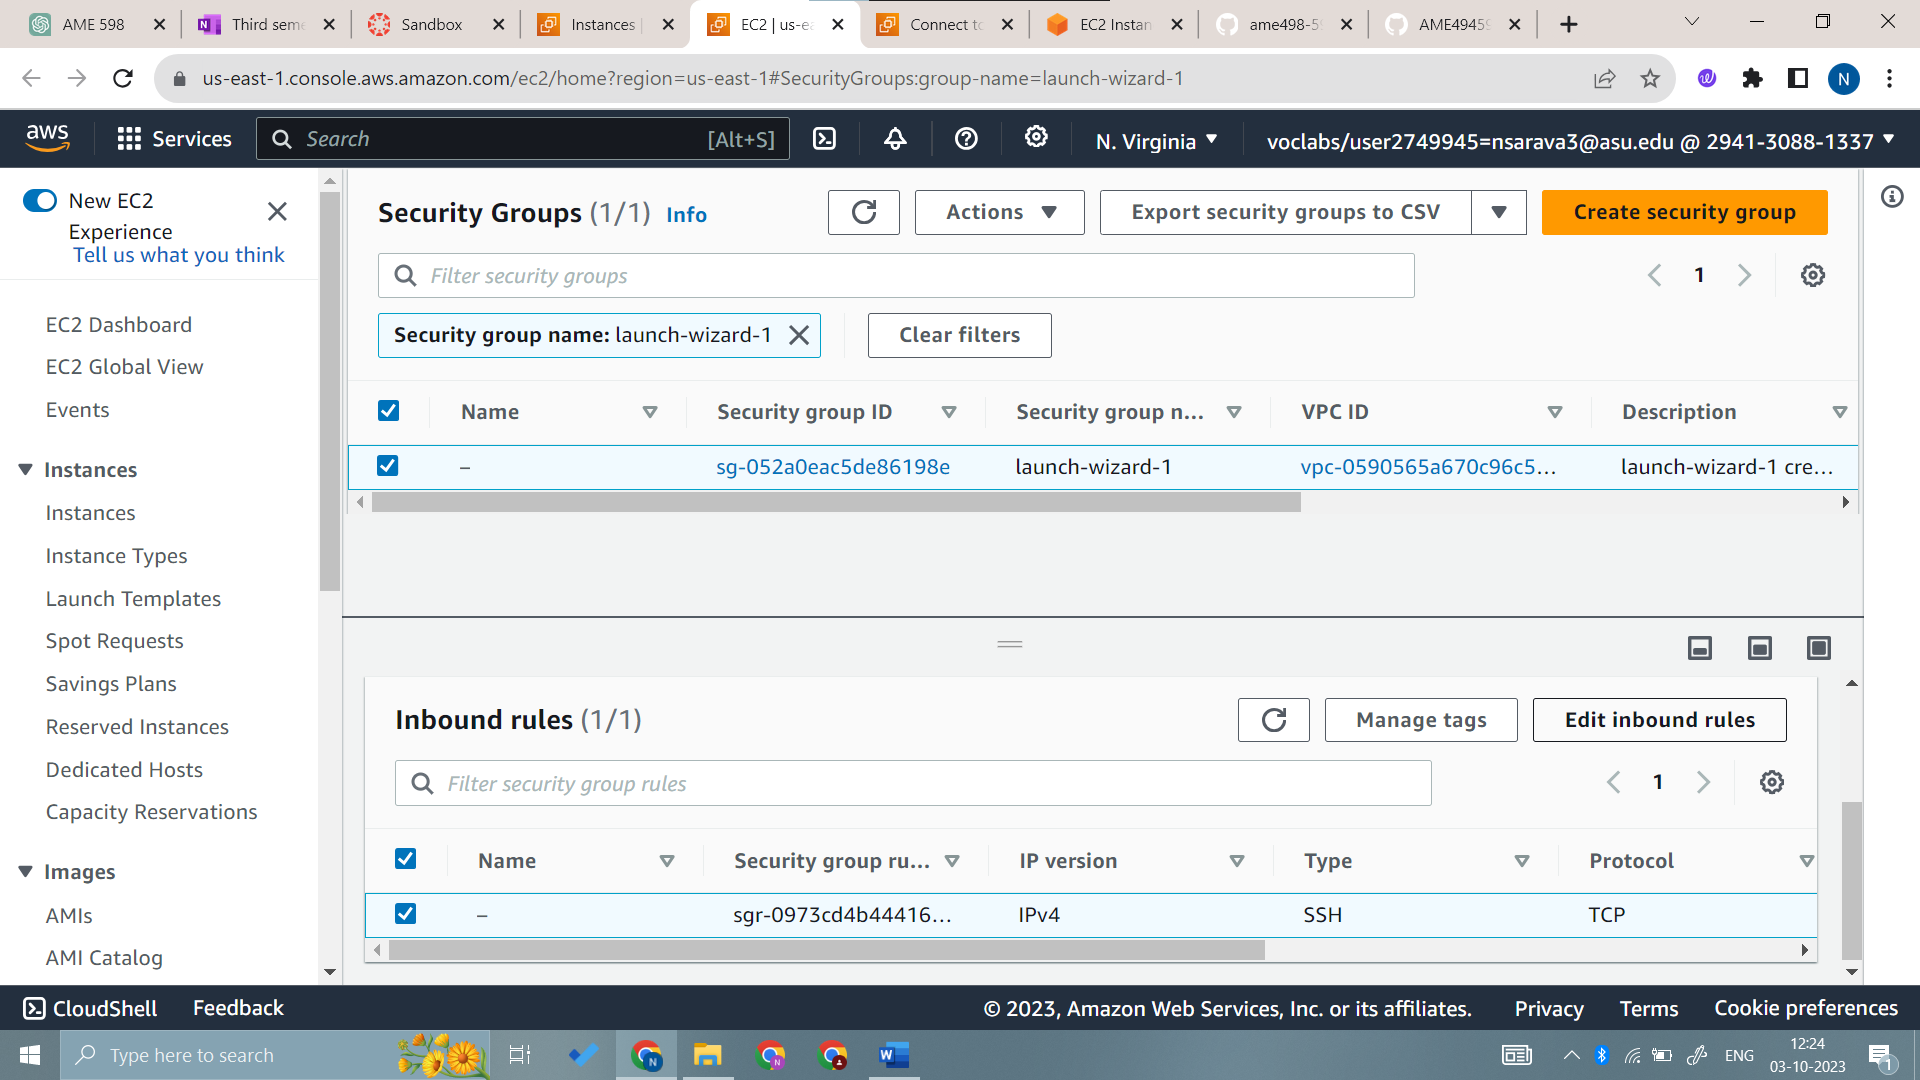 AME 598
Third seme
Sandbox
Instances |
EC2 | us-ea
Connect to
EC2 Instan
ame498-59
AME49459
us-east-1.console.aws.amazon.com/ec2/home?region=us-east-1#SecurityGroups:group-name=launch-wizard-1
N
aws
Services
Search
[Alt+S]
N. Virginia
voclabs/user2749945=nsarava3@asu.edu @ 2941-3088-1337
New EC2
Experience
Tell us what you think
EC2 Dashboard
EC2 Global View
Events
Instances
Instances
Instance Types
Launch Templates
Spot Requests
Savings Plans
Reserved Instances
Dedicated Hosts
Capacity Reservations
Images
AMIs
AMI Catalog
Security Groups (1/1) Info
Actions
Export security groups to CSV
Create security group
Filter security groups
1
Security group name: launch-wizard-1
Clear filters
Name Security group ID Security group n... VPC ID Description
– sg-052a0eac5de86198e launch-wizard-1 vpc-0590565a670c96c5... launch-wizard-1 cre...
Inbound rules (1/1)
Manage tags
Edit inbound rules
Filter security group rules
1
Name Security group ru... IP version Type Protocol
– sgr-0973cd4b44416... IPv4 SSH TCP
CloudShell
Feedback
© 2023, Amazon Web Services, Inc. or its affiliates.
Privacy
Terms
Cookie preferences
Type here to search
ENG
12:24
03-10-2023
1